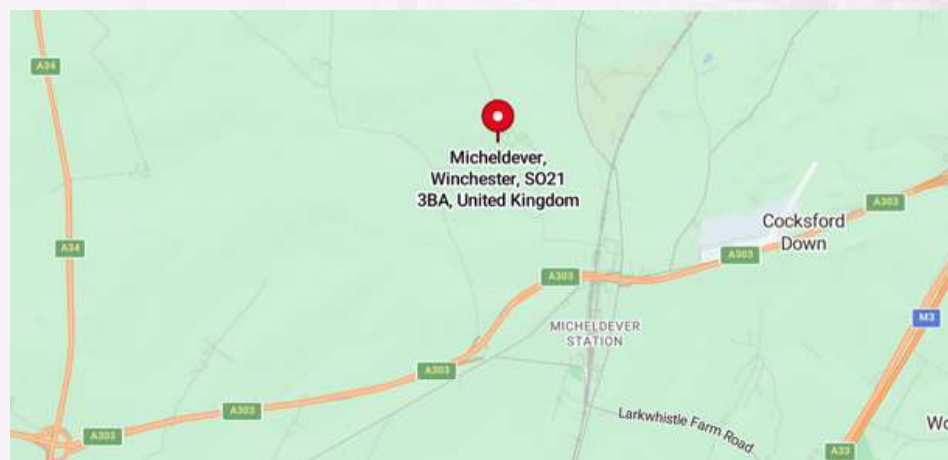 A34
Micheldever,
Winchester, SO21
3BA, United Kingdom
A303
Cocksford
Down
A34
A303
A303
M3
MICHELDEVER
STATION
A303
A303
Larkwhistle Farm Road
Wo
A303
A33